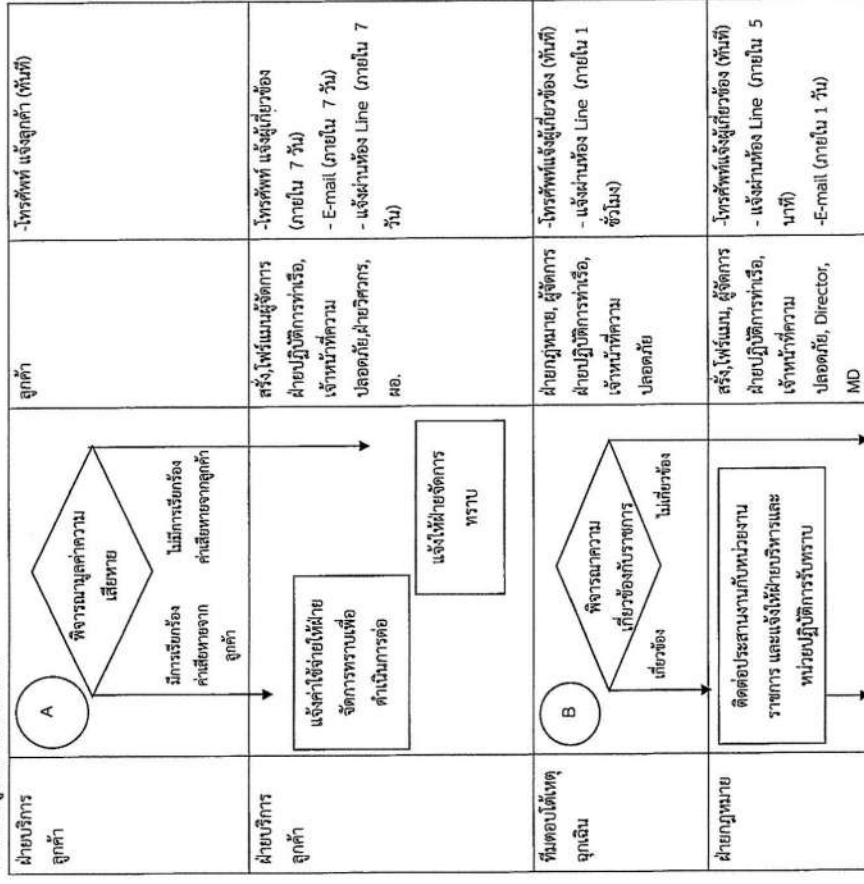 ฝ่ายบริการ
ลูกค้า
A
พิจารณามูลค่าความ
เสียหาย
มีการเรียกร้อง
ค่าเสียหายจาก
ลูกค้า
ไม่มีการเรียกร้อง
ค่าเสียหายจากลูกค้า
ลูกค้า
-โทรศัพท์ แจ้งลูกค้า (ทันที)
ฝ่ายบริการ
ลูกค้า
แจ้งค่าใช้จ่ายให้ฝ่าย
จัดการทราบเพื่อ
ดำเนินการต่อ
แจ้งให้ฝ่ายจัดการ
ทราบ
สรั่ง,โฟร์แมนผู้จัดการ
ฝ่ายปฏิบัติการท่าเรือ,
เจ้าหน้าที่ความ
ปลอดภัย,ฝ่ายวิศวกร,
ผอ.
-โทรศัพท์ แจ้งผู้เกี่ยวข้อง
(ภายใน 7 วัน)
- E-mail (ภายใน 7 วัน)
- แจ้งผ่านห้อง Line (ภายใน 7
วัน)
ทีมตอบโต้เหตุ
ฉุกเฉิน
B
พิจารณาความ
เกี่ยวข้องกับราชการ
เกี่ยวข้อง
ไม่เกี่ยวข้อง
ฝ่ายกฎหมาย, ผู้จัดการ
ฝ่ายปฏิบัติการท่าเรือ,
เจ้าหน้าที่ความ
ปลอดภัย
-โทรศัพท์แจ้งผู้เกี่ยวข้อง (ทันที)
- แจ้งผ่านห้อง Line (ภายใน 1
ชั่วโมง)
ฝ่ายกฎหมาย
ติดต่อประสานงานกับหน่วยงาน
ราชการ และแจ้งให้ฝ่ายบริหารและ
หน่วยปฏิบัติการรับทราบ
สรั่ง,โฟร์แมน, ผู้จัดการ
ฝ่ายปฏิบัติการท่าเรือ,
เจ้าหน้าที่ความ
ปลอดภัย, Director,
MD
-โทรศัพท์แจ้งผู้เกี่ยวข้อง (ทันที)
- แจ้งผ่านห้อง Line (ภายใน 5
นาที)
-E-mail (ภายใน 1 วัน)